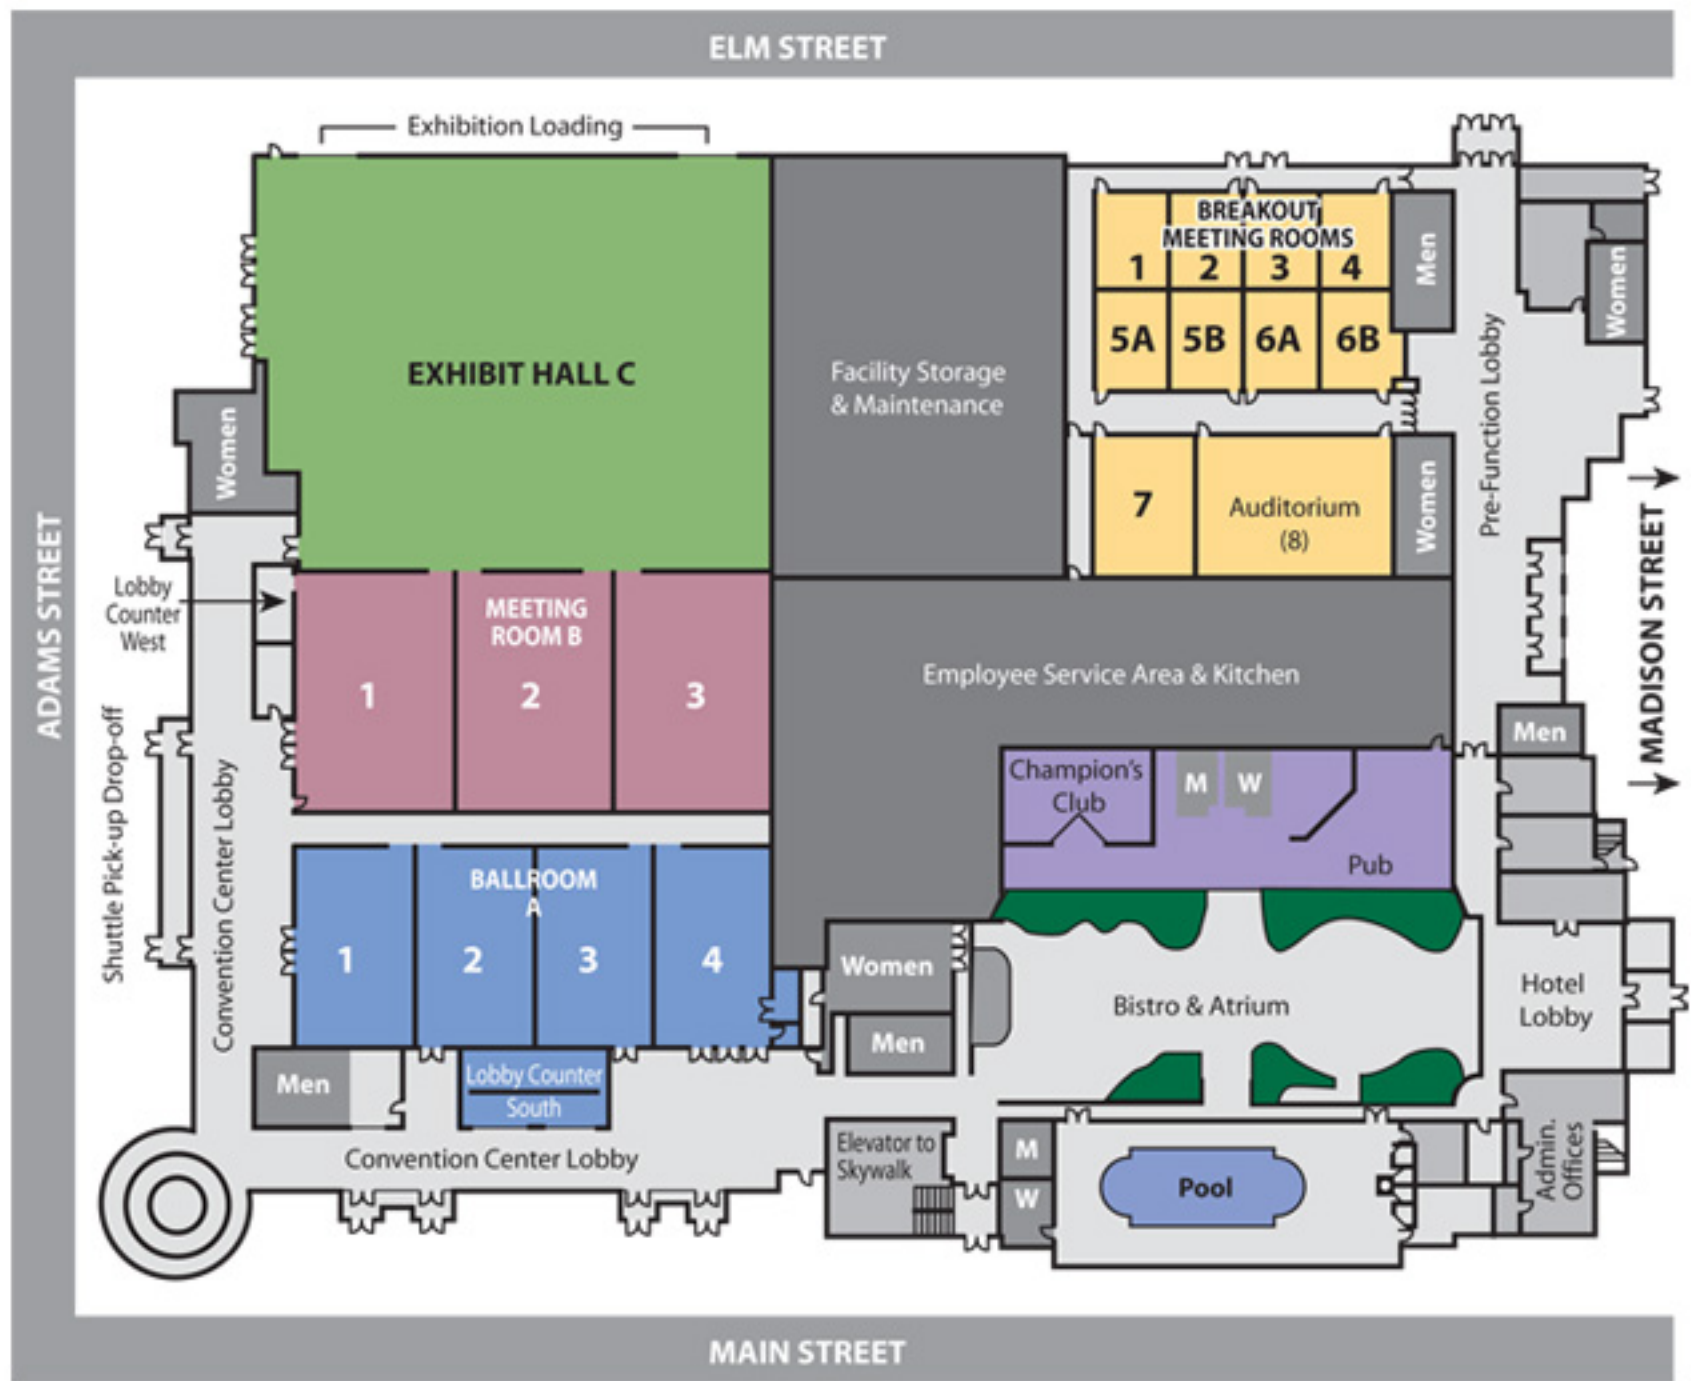 ELM STREET
Exhibition Loading
BREAKOUT
MEETING ROOMS
1
2
3
4
Men
Women
5A
5B
6A
6B
EXHIBIT HALL C
Facility Storage
& Maintenance
Pre-Function Lobby
Women
7
Auditorium
(8)
Women
MADISON STREET
ADAMS STREET
Lobby
Counter
West
MEETING
ROOM B
1
2
3
Employee Service Area & Kitchen
Men
Shuttle Pick-up Drop-off
Convention Center Lobby
Champion's
Club
M
W
Pub
BALLROOM
A
1
2
3
4
Women
Men
Bistro & Atrium
Hotel
Lobby
Men
Lobby Counter
South
Convention Center Lobby
Elevator to
Skywalk
M
W
Pool
Admin.
Offices
MAIN STREET